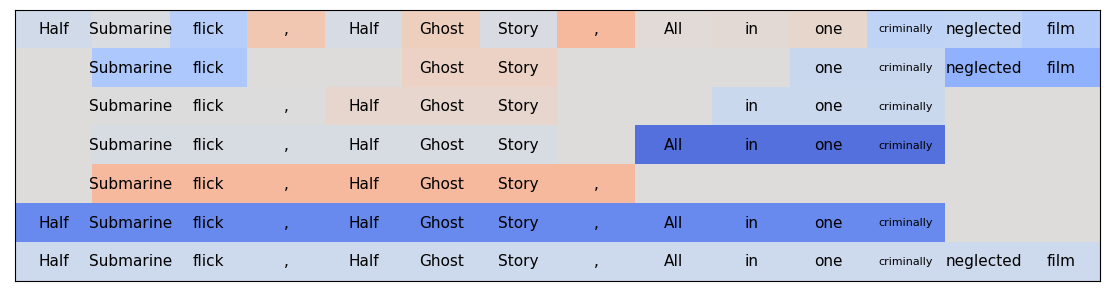 Half Submarine flick , Half Ghost Story , All in one criminally neglected film
Submarine flick Ghost Story one criminally neglected film
Submarine flick , Half Ghost Story in one criminally
Submarine flick , Half Ghost Story All in one criminally
Submarine flick , Half Ghost Story ,
Half Submarine flick , Half Ghost Story , All in one criminally
Half Submarine flick , Half Ghost Story , All in one criminally neglected film